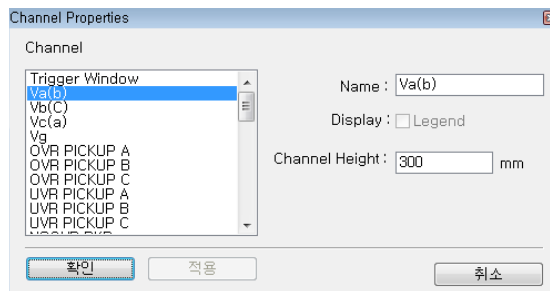 Channel Properties
Channel
Trigger Window
Va(b)
Vb(C)
Vc(a)
Vg
OVR PICKUP A
OVR PICKUP B
OVR PICKUP C
UVR PICKUP A
UVR PICKUP B
UVR PICKUP C
Name : Va(b)
Display : Legend
Channel Height : 300 mm
확인
적용
취소